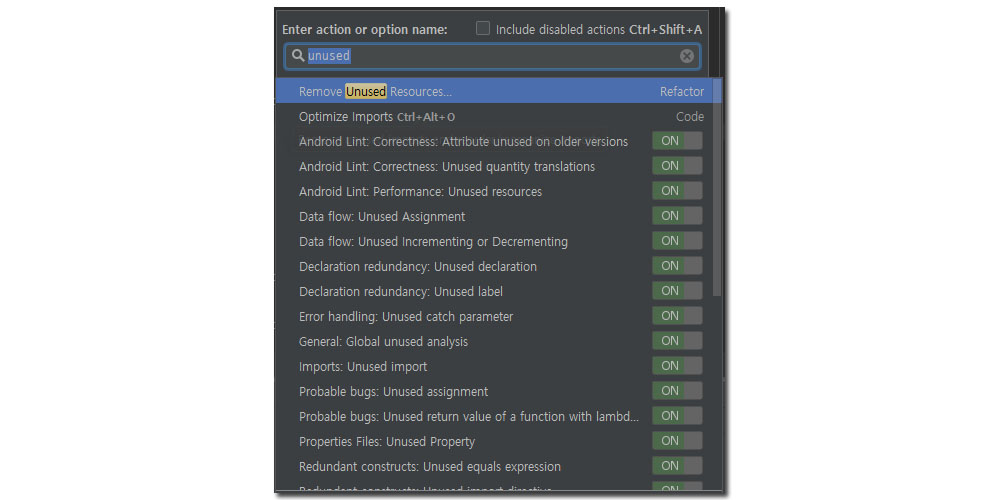 Enter action or option name: Include disabled actions Ctrl+Shift+A
unused
Remove Unused Resources... Refactor
Optimize Imports Ctrl+Alt+O Code
Android Lint: Correctness: Attribute unused on older versions ON
Android Lint: Correctness: Unused quantity translations ON
Android Lint: Performance: Unused resources ON
Data flow: Unused Assignment ON
Data flow: Unused Incrementing or Decrementing ON
Declaration redundancy: Unused declaration ON
Declaration redundancy: Unused label ON
Error handling: Unused catch parameter ON
General: Global unused analysis ON
Imports: Unused import ON
Probable bugs: Unused assignment ON
Probable bugs: Unused return value of a function with lambd... ON
Properties Files: Unused Property ON
Redundant constructs: Unused equals expression ON
Redundant constructs: Unused import directive ON